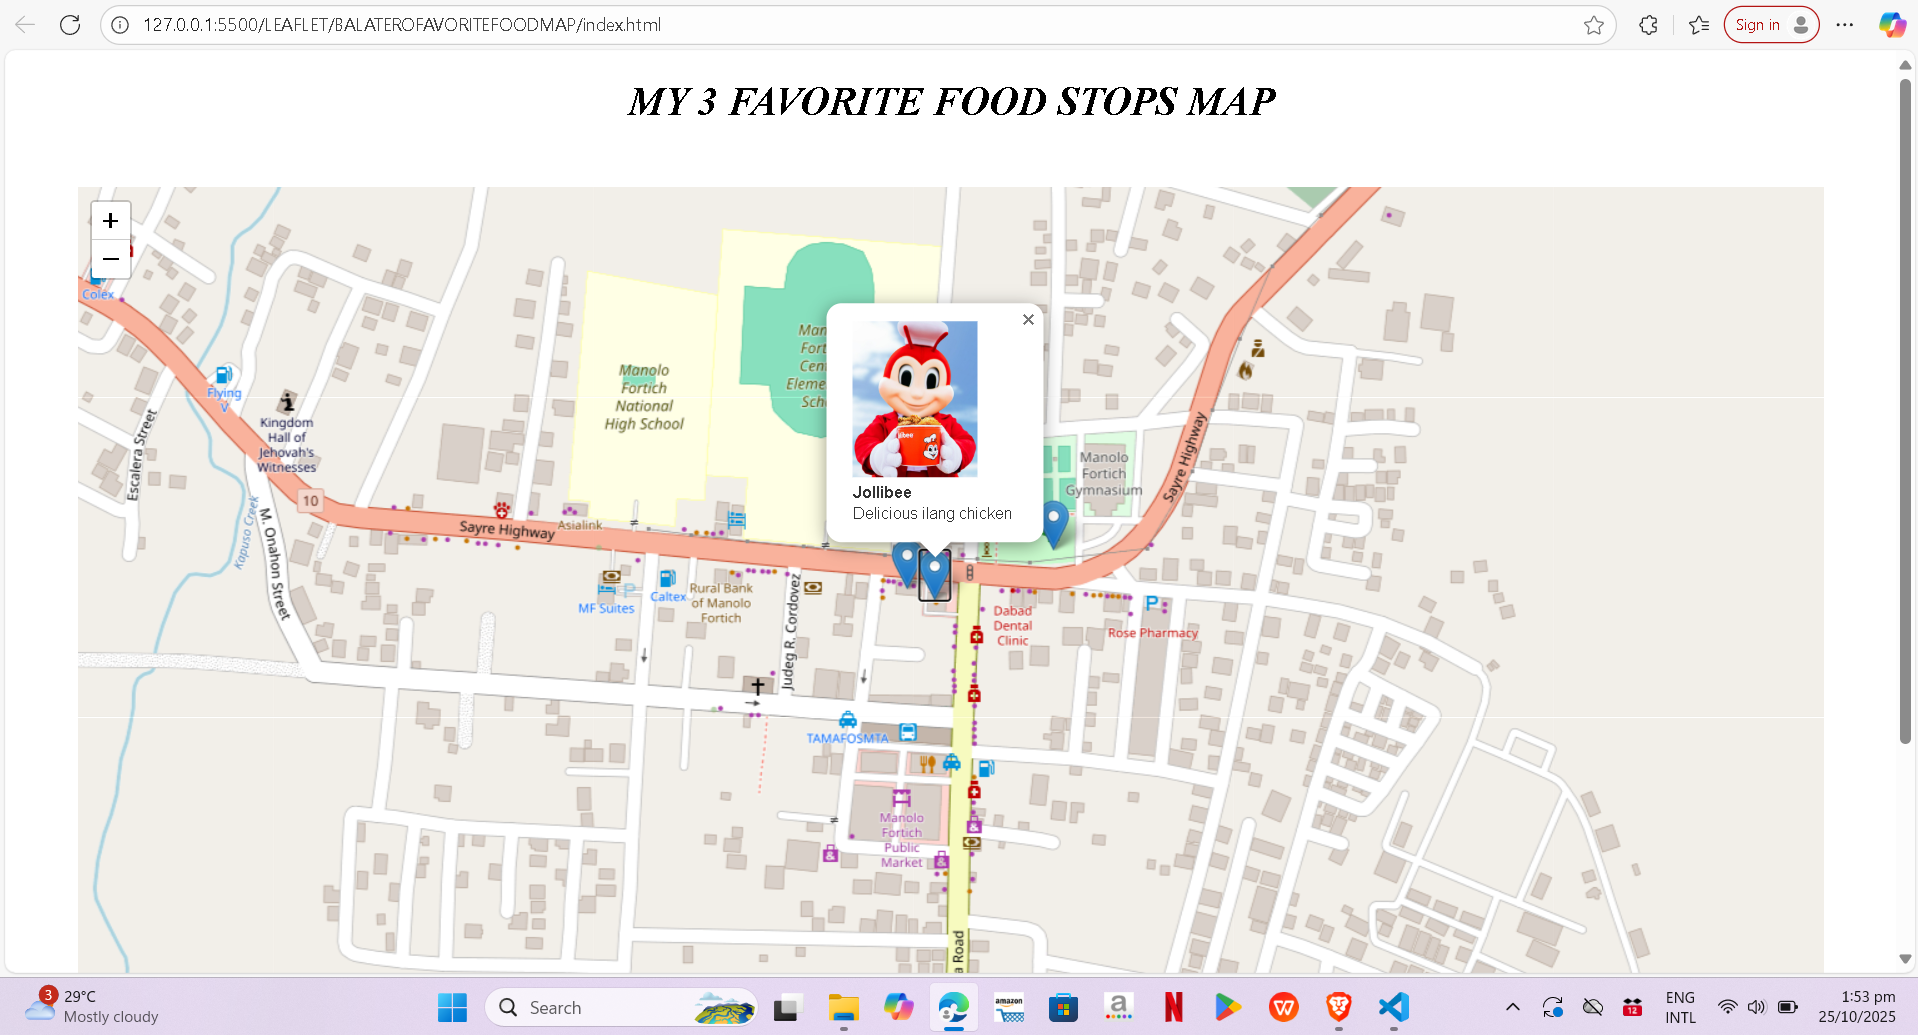 127.0.0.1:5500/LEAFLET/BALATEROFAVORITEFOODMAP/index.html
Sign in
MY 3 FAVORITE FOOD STOPS MAP
+
−
Colex
Flying
V
Kingdom
Hall of
Jehovah's
Witnesses
Escalera Street
Kapuso Creek
M. Onahon Street
10
Manolo
Fortich
National
High School
Man
Fort
Cen
Eleme
Sch
×
Jollibee
Delicious ilang chicken
Manolo
Fortich
Gymnasium
Sayre Highway
Sayre Highway
Asialink
MF Suites
Caltex
Rural Bank
of Manolo
Fortich
Judeg R. Cordovez
Dabad
Dental
Clinic
P
Rose Pharmacy
TAMAFOSMTA
Manolo
Fortich
Public
Market
a Road
3
29°C
Mostly cloudy
Search
amazon
a
N
W
12
ENG
INTL
1:53 pm
25/10/2025